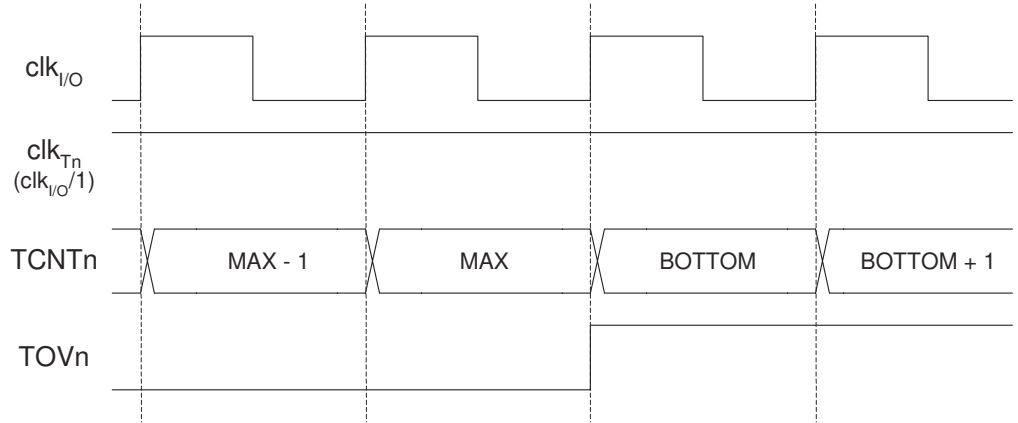 clkI/O
clkTn
(clkI/O/1)
TCNTn MAX - 1 MAX BOTTOM BOTTOM + 1
TOVn